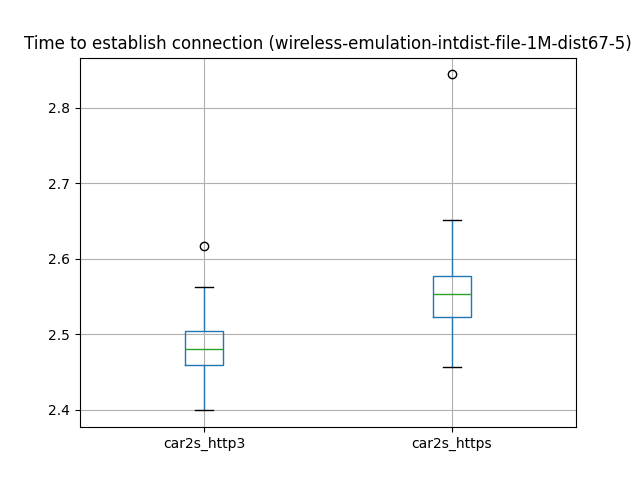 Time to establish connection (wireless-emulation-intdist-file-1M-dist67-5)
2.8
2.7
2.6
2.5
2.4
car2s_http3
car2s_https